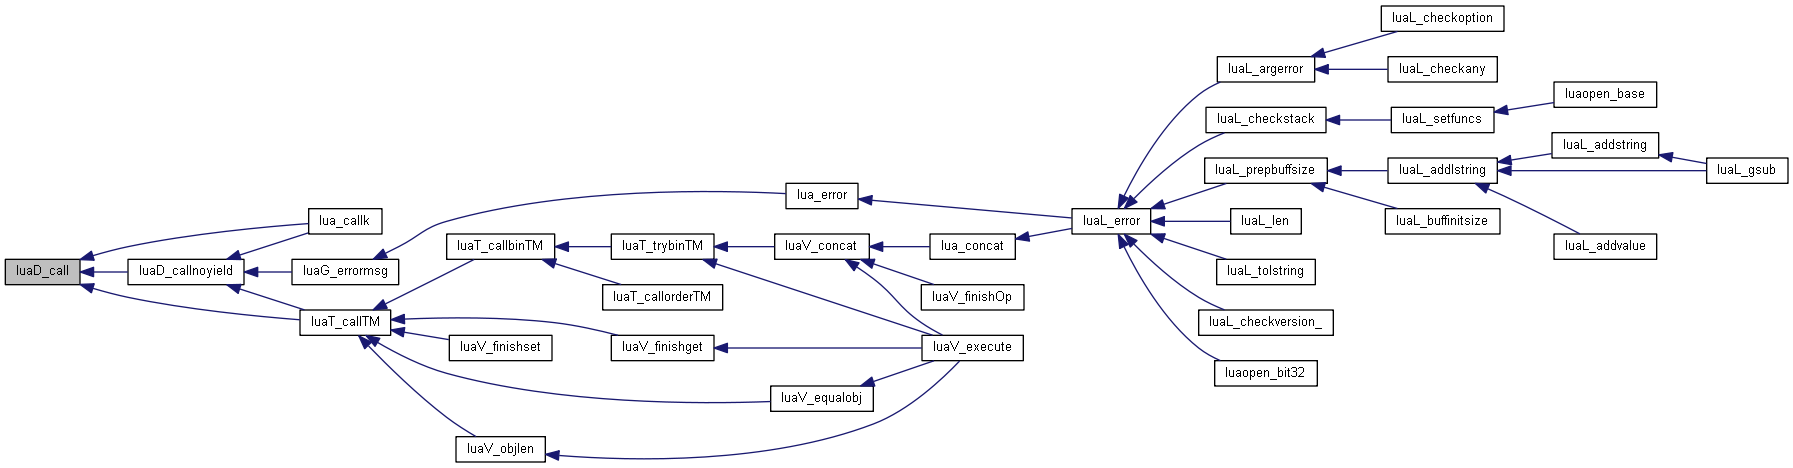 luaL_checkoption
luaL_argerror
luaL_checkany
luaopen_base
luaL_checkstack
luaL_setfuncs
luaL_addstring
luaL_prepbuffsize
luaL_addlstring
luaL_gsub
lua_error
lua_callk
luaL_error
luaL_len
luaL_buffinitsize
luaT_callbinTM
luaT_trybinTM
luaV_concat
lua_concat
luaL_addvalue
luaD_call
luaD_callnoyield
luaG_errormsg
luaL_tolstring
luaT_callorderTM
luaV_finishOp
luaT_callTM
luaL_checkversion_
luaV_finishset
luaV_finishget
luaV_execute
luaopen_bit32
luaV_equalobj
luaV_objlen